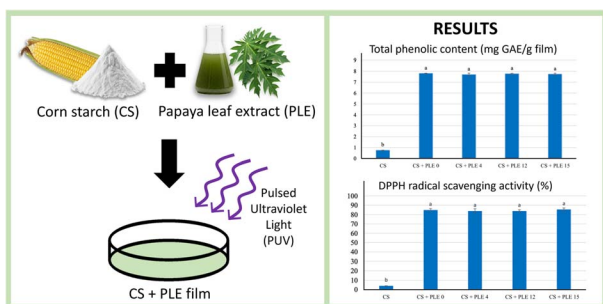 Corn starch (CS)
Papaya leaf extract (PLE)
Pulsed
Ultraviolet
Light
(PUV)
CS + PLE film
RESULTS
Total phenolic content (mg GAE/g film)
9
8
7
6
5
4
3
2
1
0
b
a
a
a
a
CS
CS + PLE 0
CS + PLE 4
CS + PLE 12
CS + PLE 15
DPPH radical scavenging activity (%)
100
90
80
70
60
50
40
30
20
10
0
b
a
a
a
a
CS
CS + PLE 0
CS + PLE 4
CS + PLE 12
CS + PLE 15